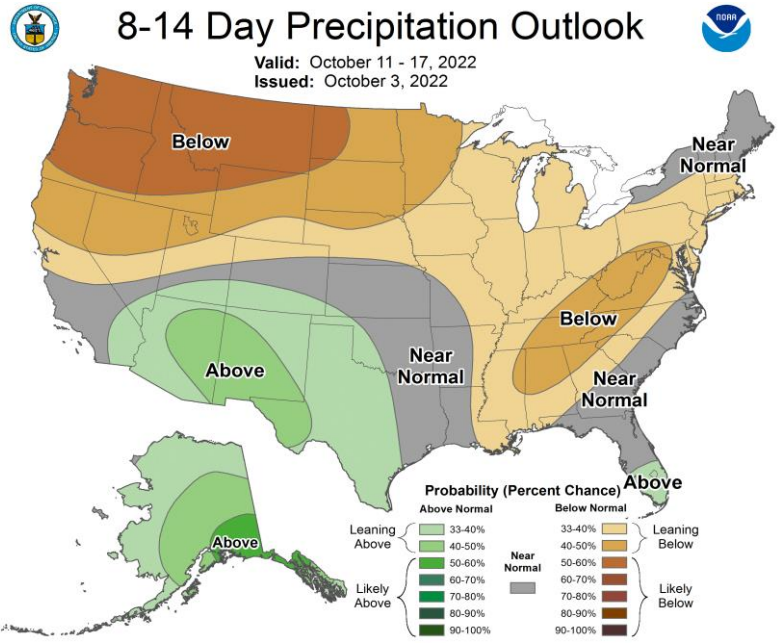 8-14 Day Precipitation Outlook
NOAA
Valid: October 11 - 17, 2022
Issued: October 3, 2022
Below
Near
Normal
Below
Near
Normal
Above
Near
Normal
Above
Above
Probability (Percent Chance)
Above Normal
Below Normal
Leaning
Above
33-40%
40-50%
Likely
Above
50-60%
60-70%
70-80%
80-90%
90-100%
Near
Normal
33-40%
40-50%
Leaning
Below
50-60%
60-70%
70-80%
80-90%
90-100%
Likely
Below